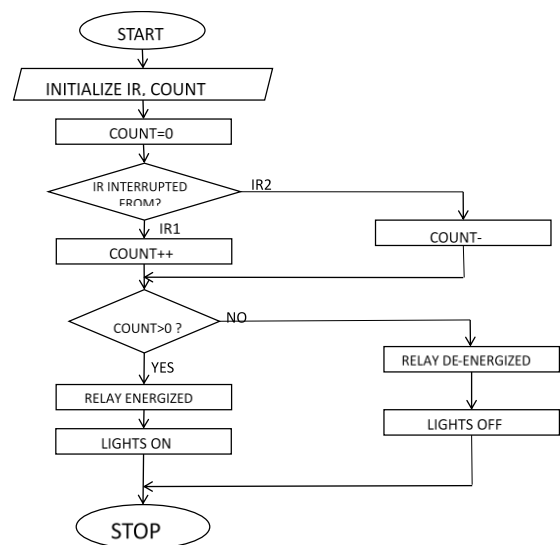 START
INITIALIZE IR, COUNT
COUNT=0
IR INTERRUPTED
FROM?
IR2
IR1
COUNT++
COUNT-
COUNT>0 ?
NO
YES
RELAY ENERGIZED
RELAY DE-ENERGIZED
LIGHTS ON
LIGHTS OFF
STOP